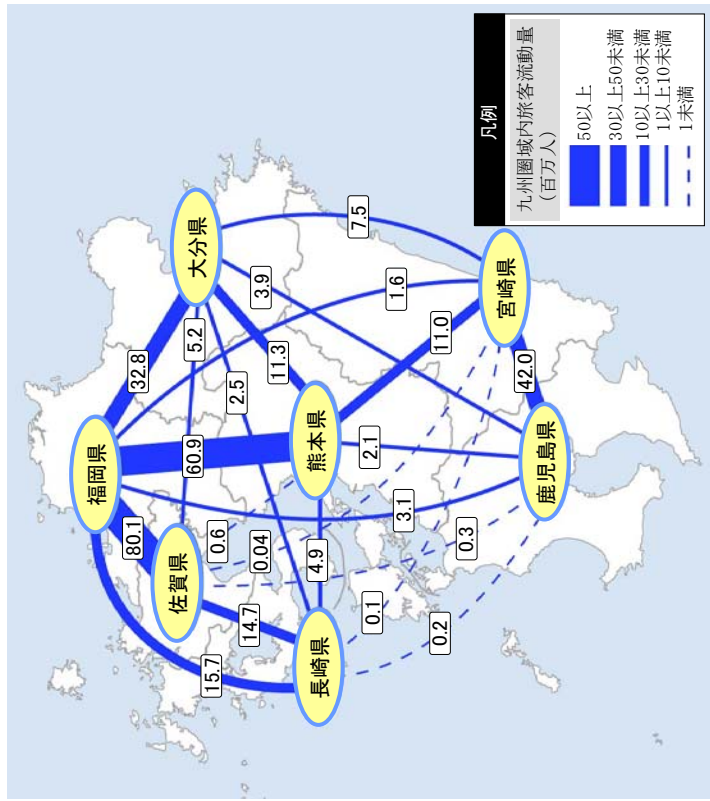 凡例
九州圏域内旅客流動量
(百万人)
50以上
30以上50未満
10以上30未満
1以上10未満
1未満
福岡県
佐賀県
長崎県
大分県
熊本県
宮崎県
鹿児島県
80.1
15.7
14.7
60.9
32.8
5.2
2.5
11.3
3.9
7.5
1.6
11.0
42.0
2.1
3.1
4.9
0.6
0.04
0.3
0.1
0.2